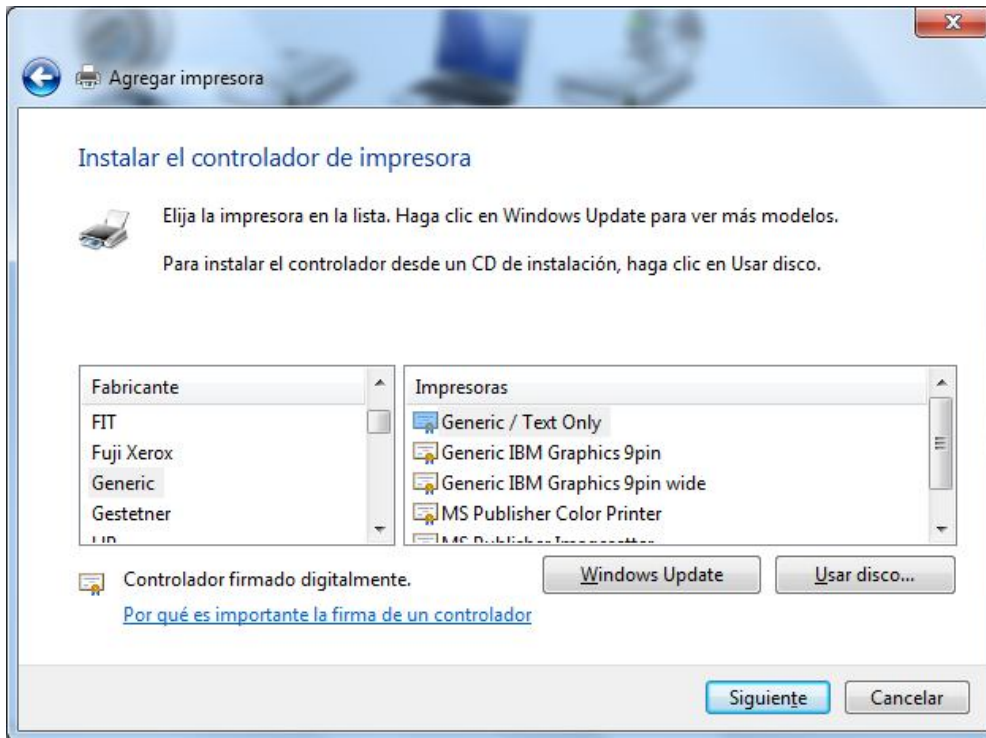 Agregar impresora
Instalar el controlador de impresora
Elija la impresora en la lista. Haga clic en Windows Update para ver más modelos.
Para instalar el controlador desde un CD de instalación, haga clic en Usar disco.
Fabricante
FIT
Fuji Xerox
Generic
Gestetner
HP
Impresoras
Generic / Text Only
Generic IBM Graphics 9pin
Generic IBM Graphics 9pin wide
MS Publisher Color Printer
MS Publisher Imagesetter
Controlador firmado digitalmente.
Windows Update
Usar disco...
Por qué es importante la firma de un controlador
Siguiente
Cancelar